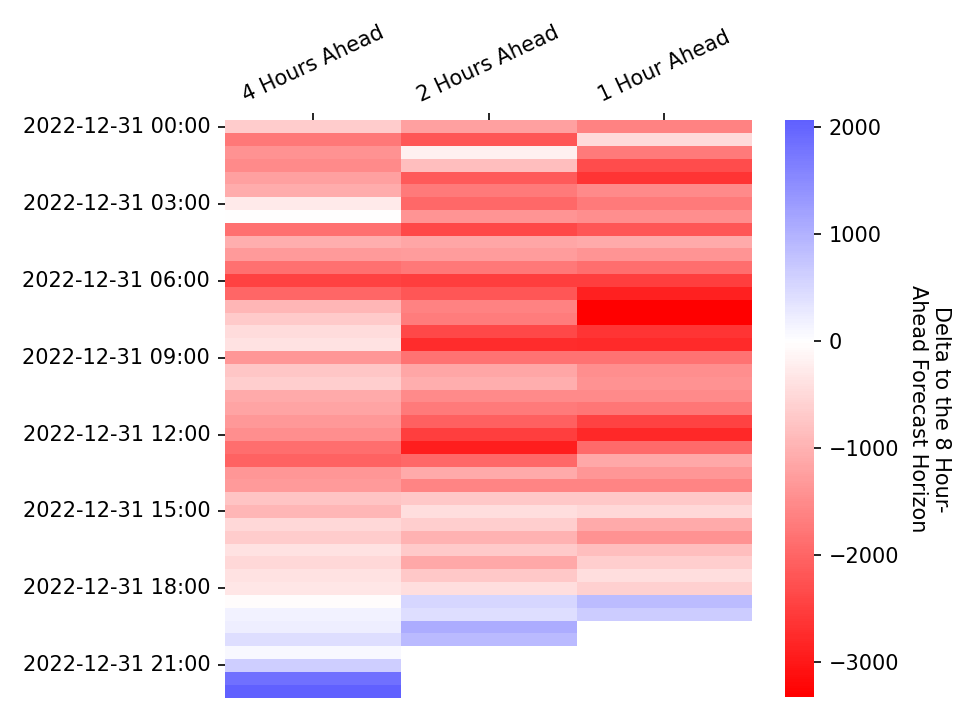 4 Hours Ahead
2 Hours Ahead
1 Hour Ahead
2022-12-31 00:00
2022-12-31 03:00
2022-12-31 06:00
2022-12-31 09:00
2022-12-31 12:00
2022-12-31 15:00
2022-12-31 18:00
2022-12-31 21:00
2000
1000
0
−1000
−2000
−3000
Delta to the 8 Hour-
Ahead Forecast Horizon